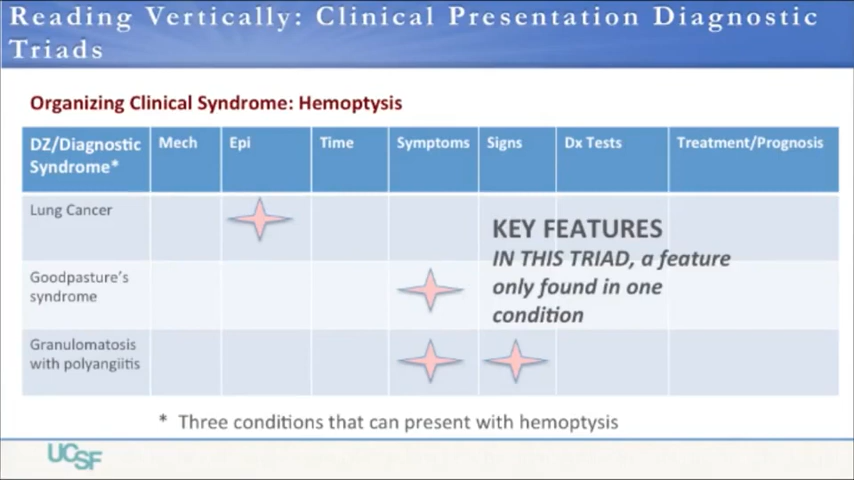 Reading Vertically: Clinical Presentation Diagnostic
Triads
Organizing Clinical Syndrome: Hemoptysis
DZ/Diagnostic Syndrome* Mech Epi Time Symptoms Signs Dx Tests Treatment/Prognosis
Lung Cancer
KEY FEATURES
IN THIS TRIAD, a feature
only found in one
condition
Goodpasture's
syndrome
Granulomatosis
with polyangiitis
* Three conditions that can present with hemoptysis
UCSF